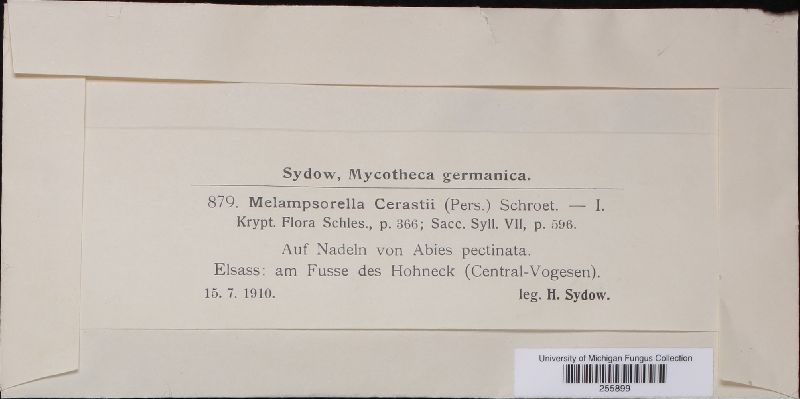 Sydow, Mycotheca germanica.
879. Melampsorella Cerastii (Pers.) Schroet. — I.
Krypt. Flora Schles., p. 366; Sacc. Syll. VII, p. 596.
Auf Nadeln von Abies pectinata.
Elsass: am Fusse des Hohneck (Central-Vogesen).
15. 7. 1910. leg. H. Sydow.
University of Michigan Fungus Collection
255899